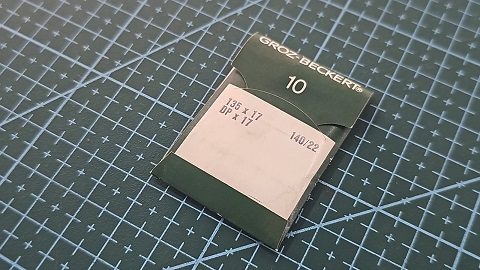 GROZ-BECKERT®
10
135 x 17
DP x 17
140/22